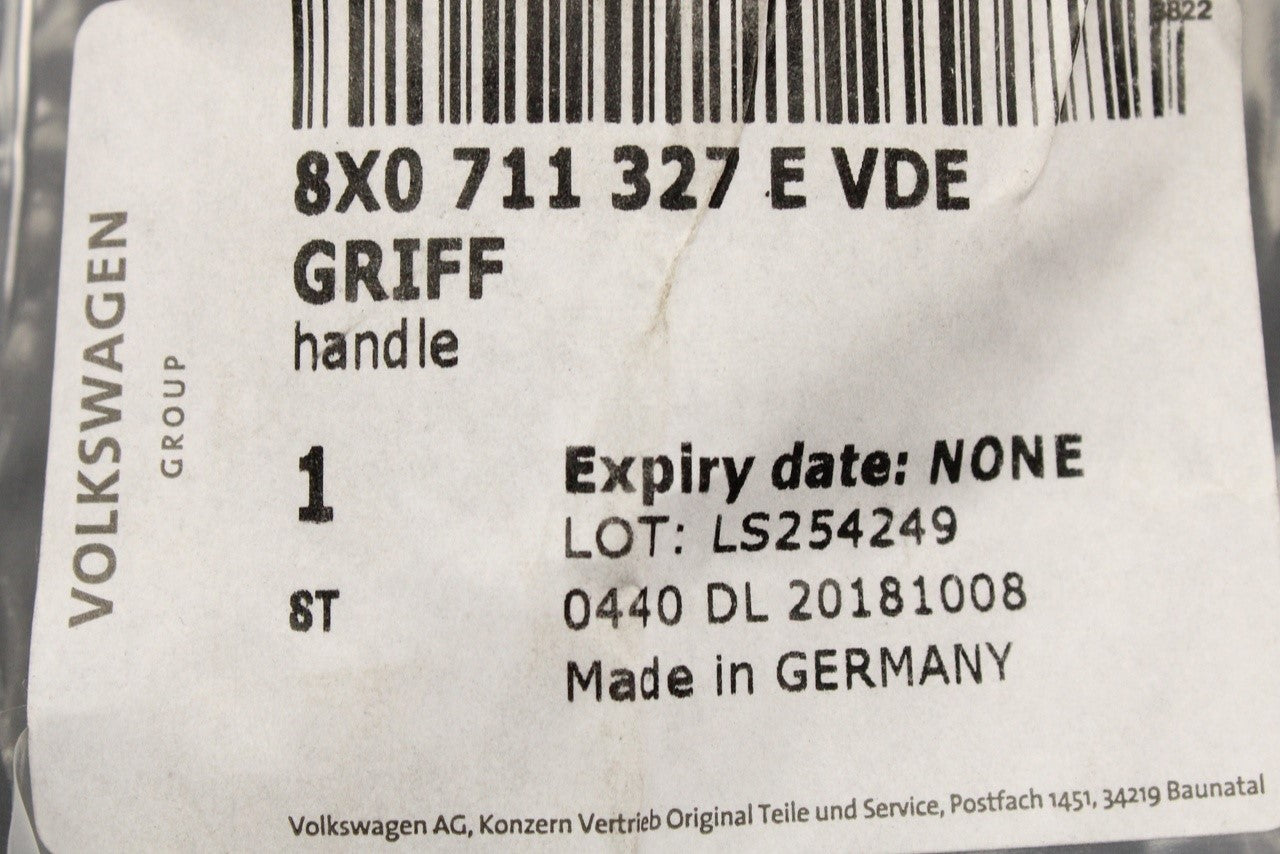 8X0 711 327 E VDE
GRIFF
handle
1
ST
Expiry date: NONE
LOT: LS254249
0440 DL 20181008
Made in GERMANY
VOLKSWAGEN
GROUP
Volkswagen AG, Konzern Vertrieb Original Teile und Service, Postfach 1451, 34219 Baunatal